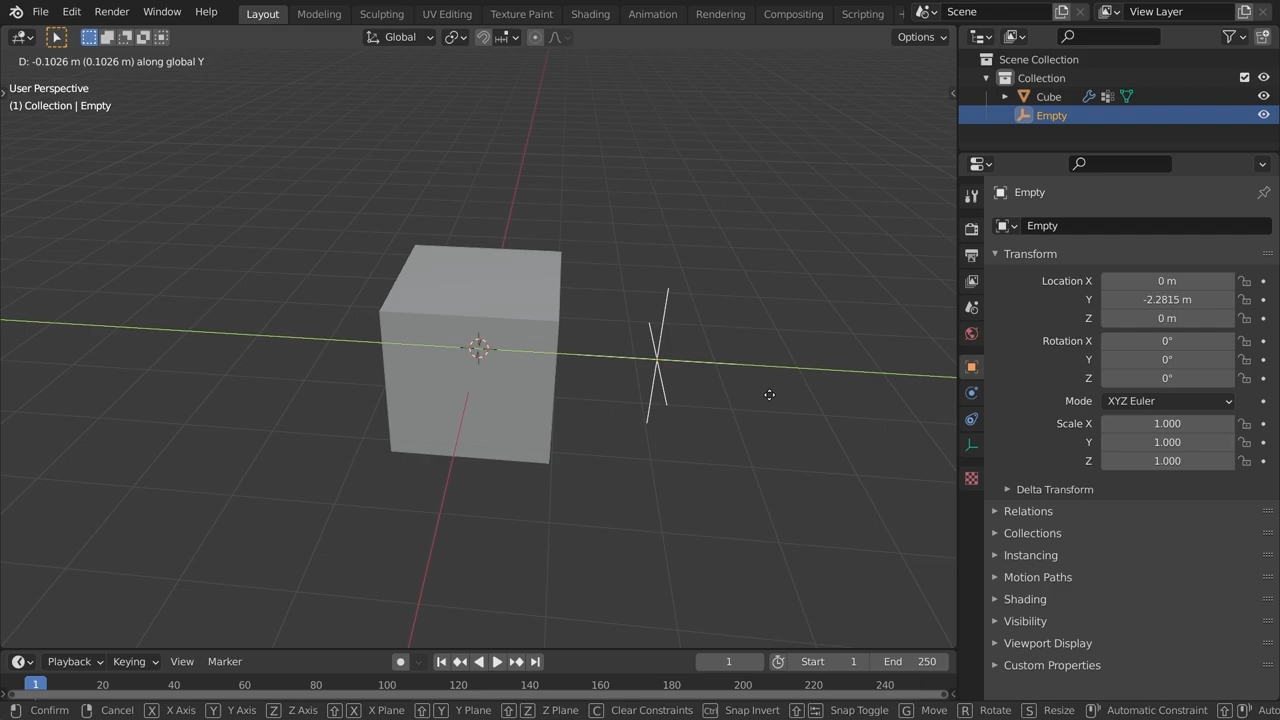 File Edit Render Window Help Layout Modeling Sculpting UV Editing Texture Paint Shading Animation Rendering Compositing Scripting Scene View Layer
Global Options
D: -0.1026 m (0.1026 m) along global Y
User Perspective
(1) Collection | Empty
Scene Collection
Collection
Cube
Empty
Empty
Empty
Transform
Location X 0 m
Y -2.2815 m
Z 0 m
Rotation X 0°
Y 0°
Z 0°
Mode XYZ Euler
Scale X 1.000
Y 1.000
Z 1.000
Delta Transform
Relations
Collections
Instancing
Motion Paths
Shading
Visibility
Viewport Display
Custom Properties
Playback Keying View Marker 1 Start 1 End 250
1 20 40 60 80 100 120 140 160 180 200 220 240
Confirm Cancel X X Axis Y Y Axis Z Z Axis X X Plane Y Y Plane Z Z Plane C Clear Constraints Ctrl Snap Invert Snap Toggle G Move R Rotate S Resize Automatic Constraint Auto